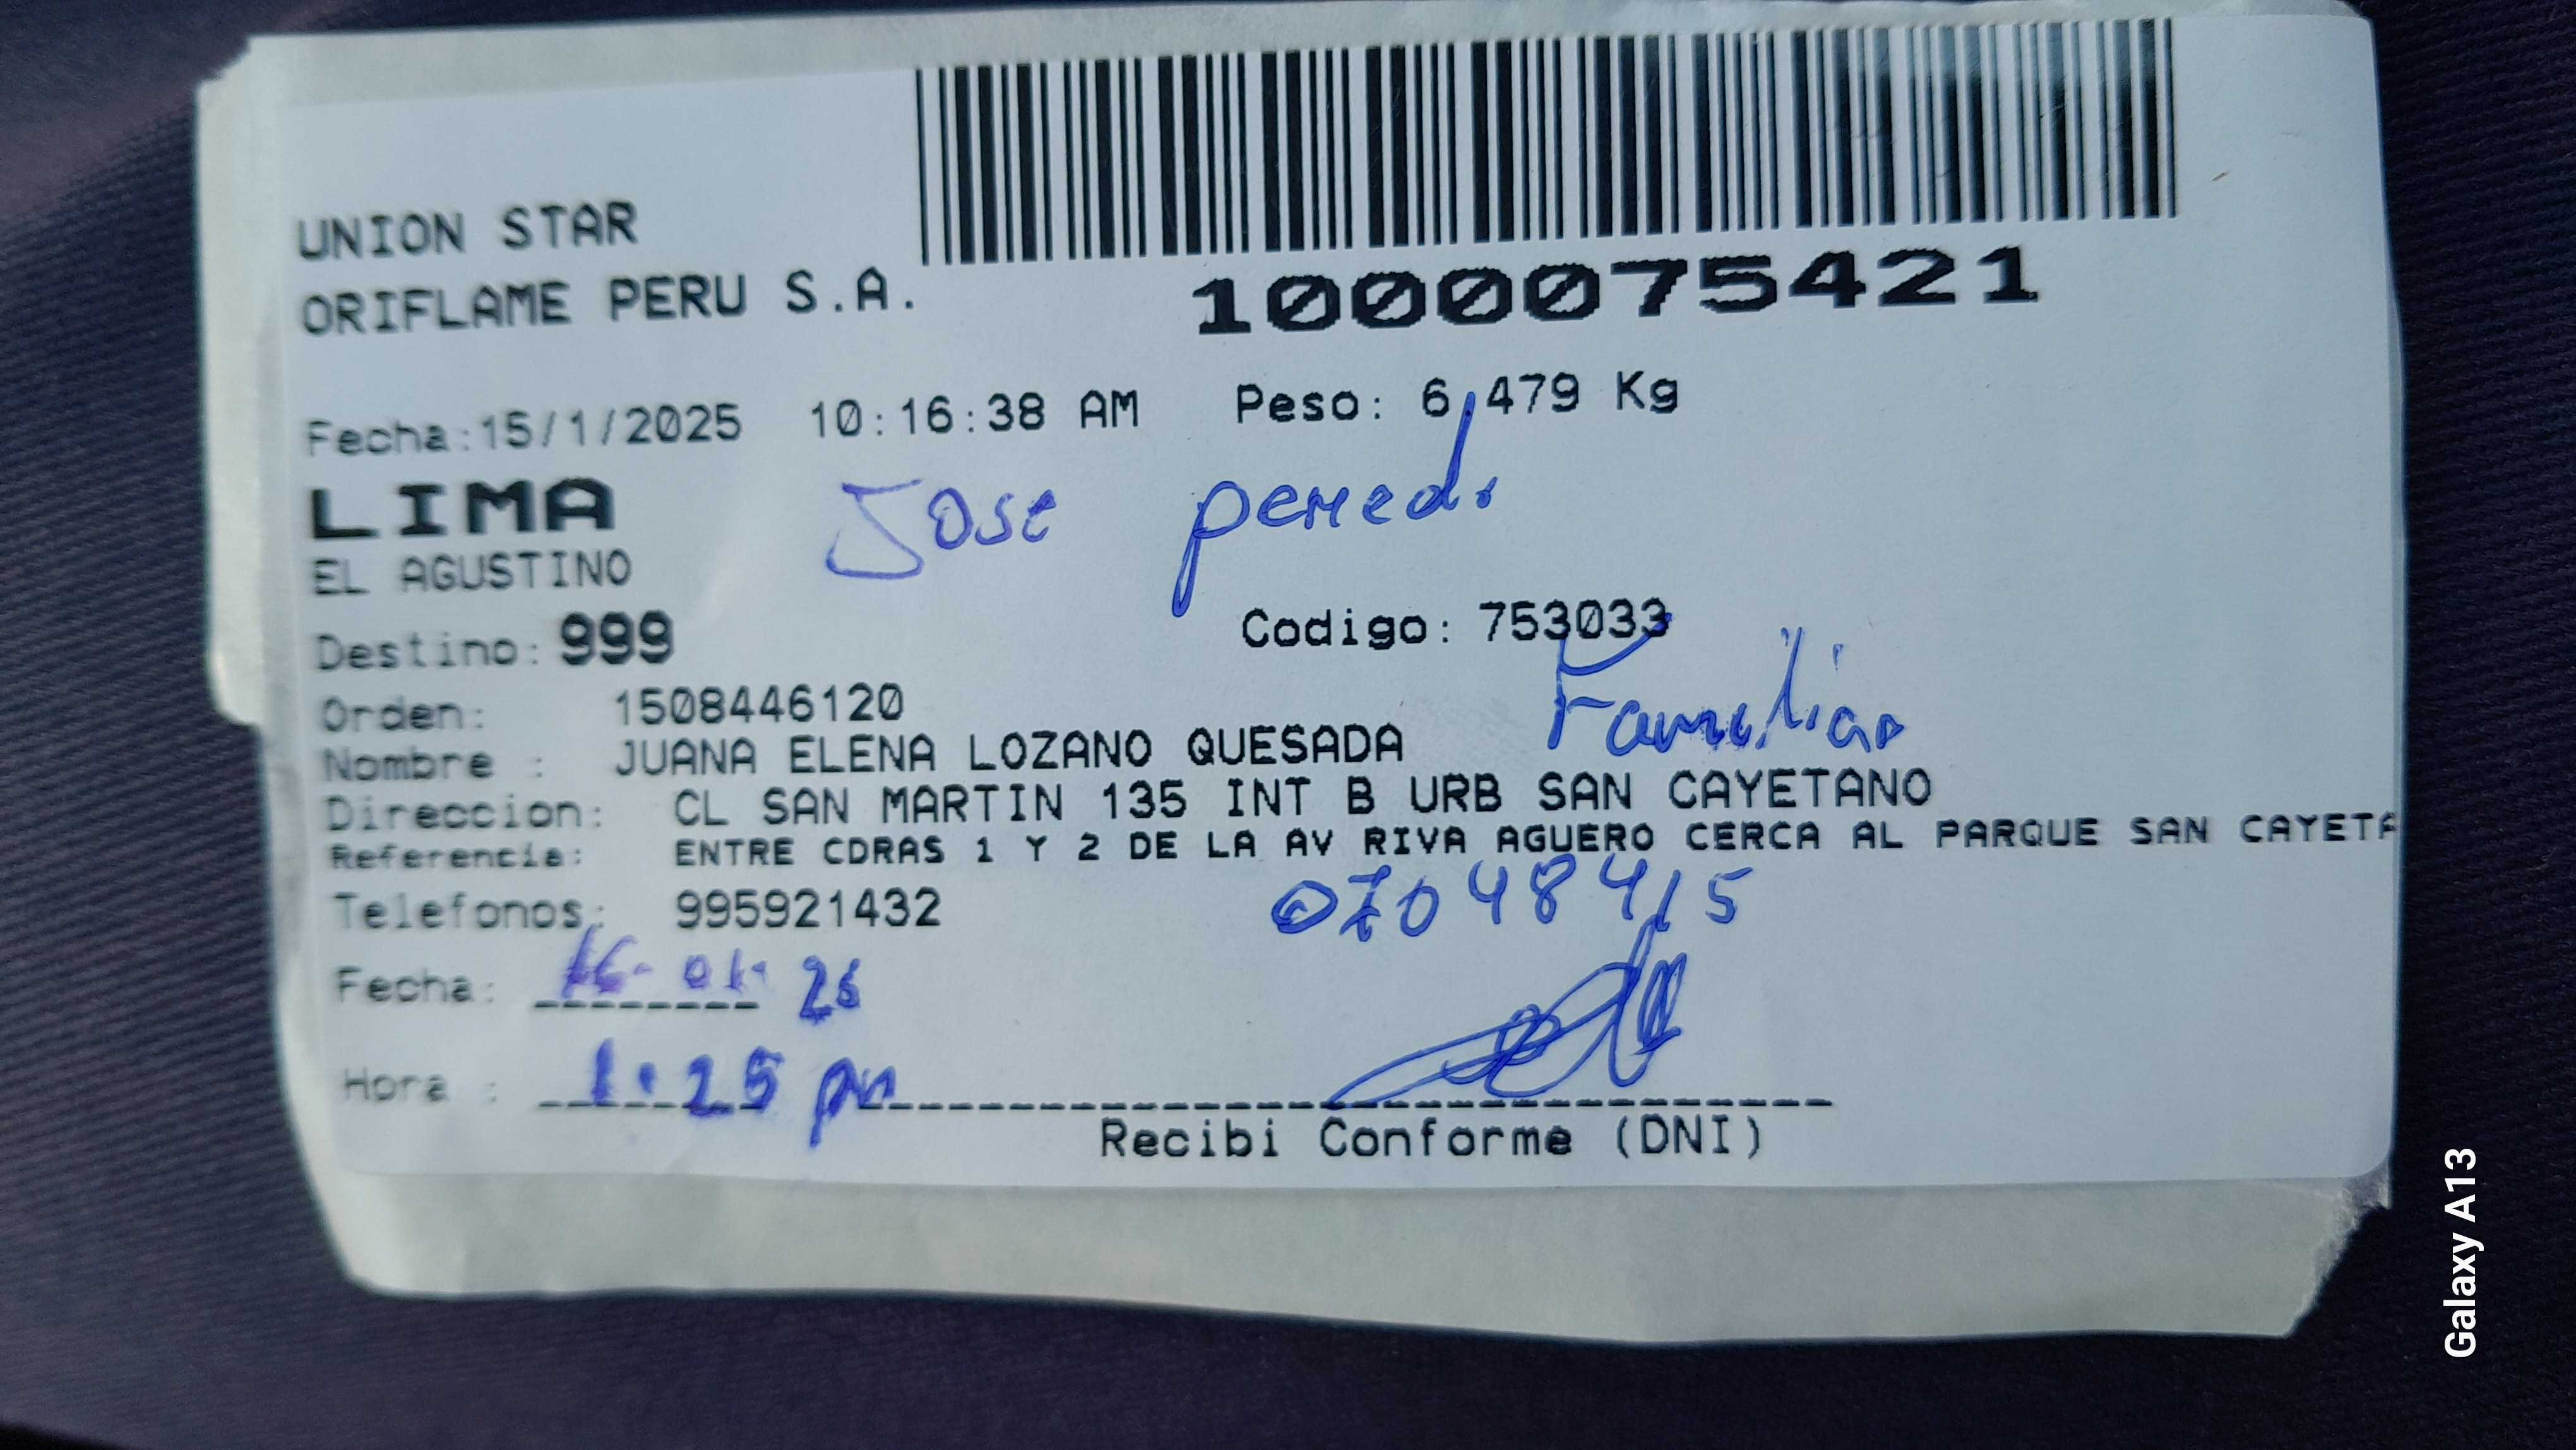 UNION STAR
ORIFLAME PERU S.A.
1000075421
Fecha:15/1/2025 10:16:38 AM Peso: 6,479 Kg
LIMA
Jose
EL AGUSTINO
Destino: 999 Codigo: 753033
Familiar
Orden: 1508446120
Nombre : JUANA ELENA LOZANO QUESADA
Direccion: CL SAN MARTIN 135 INT B URB SAN CAYETANO
Referencia: ENTRE CDRAS 1 Y 2 DE LA AV RIVA AGUERO CERCA AL PARQUE SAN CAYETA
Telefonos: 995921432
07048415
Fecha: 16-01-
Hora : 1:25 pm
Recibi Conforme (DNI)
Galaxy A13